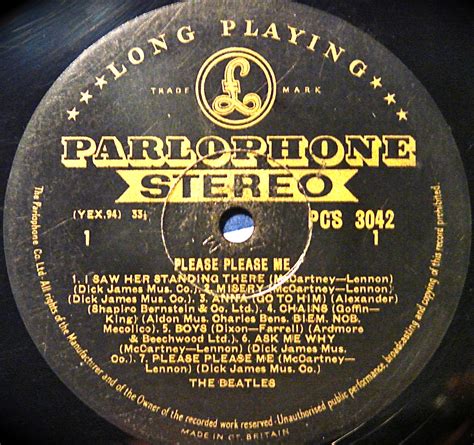 LONG PLAYING
£
TRADE MARK
PARLOPHONE
STEREO
(YEX.94) 33⅓
PCS 3042
1
1
PLEASE PLEASE ME
1. I SAW HER STANDING THERE (McCartney—Lennon)
(Dick James Mus. Co.) 2. MISERY (McCartney—Lennon)
(Dick James Mus. Co.). 3. ANNA (GO TO HIM) (Alexander)
(Shapiro Bernstein & Co. Ltd.) 4. CHAINS (Goffin—
King) (Aldon Mus. Charles Bens. BIEM. NCB.
Mecolico). 5. BOYS (Dixon—Farrell) (Ardmore
& Beechwood Ltd.). 6. ASK ME WHY
(McCartney—Lennon) (Dick James Mus.
Co.). 7. PLEASE PLEASE ME (McCartney—
Lennon) (Dick James Mus. Co.)
THE BEATLES
The Parlophone Co. Ltd. All rights of the Manufacturer and of the Owner of the recorded work reserved—Unauthorised public performance, broadcasting and copying of this record prohibited.
MADE IN GT. BRITAIN